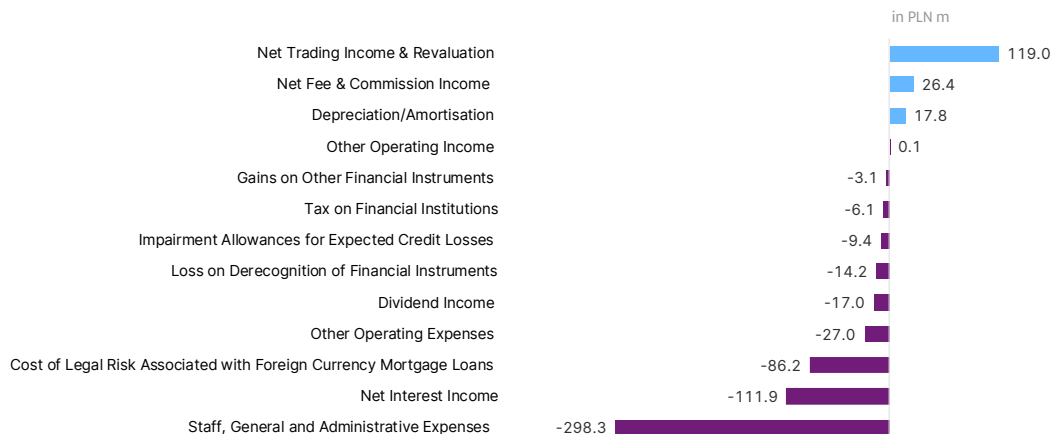 in PLN m
Net Trading Income & Revaluation 119.0
Net Fee & Commission Income 26.4
Depreciation/Amortisation 17.8
Other Operating Income 0.1
Gains on Other Financial Instruments -3.1
Tax on Financial Institutions -6.1
Impairment Allowances for Expected Credit Losses -9.4
Loss on Derecognition of Financial Instruments -14.2
Dividend Income -17.0
Other Operating Expenses -27.0
Cost of Legal Risk Associated with Foreign Currency Mortgage Loans -86.2
Net Interest Income -111.9
Staff, General and Administrative Expenses -298.3